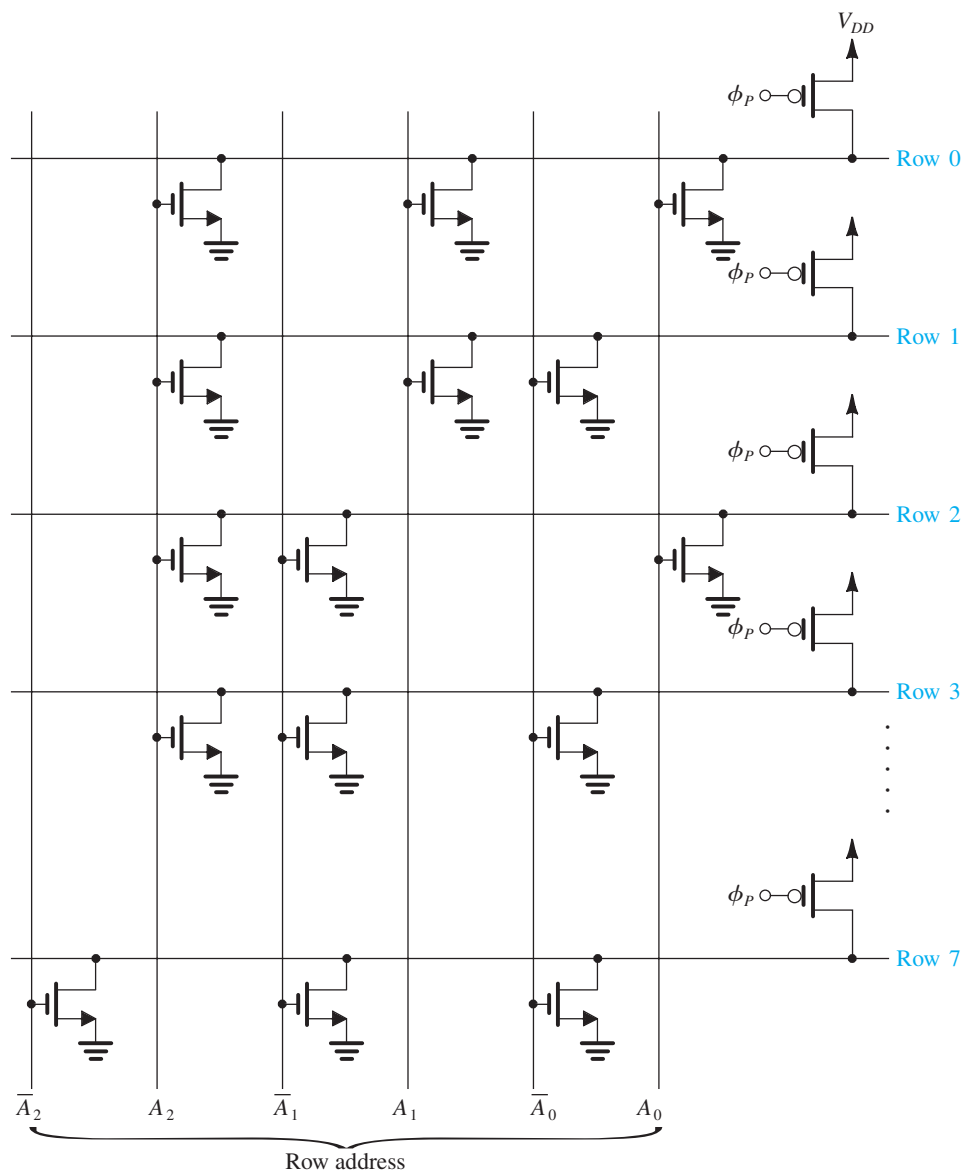 V_DD
ϕ_P
Row 0
ϕ_P
Row 1
ϕ_P
Row 2
ϕ_P
Row 3
ϕ_P
Row 7
A̅_2 A_2 A̅_1 A_1 A̅_0 A_0
Row address